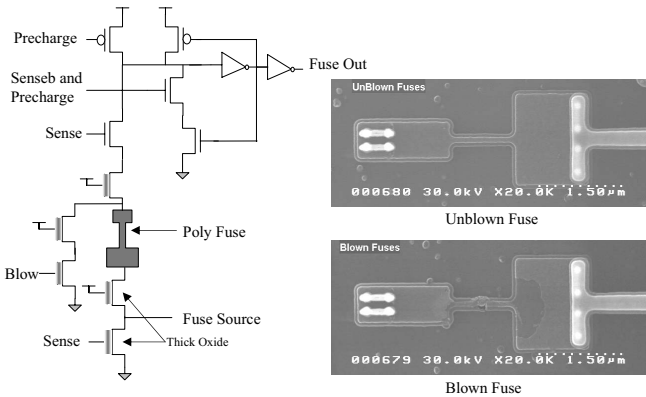 Precharge
Fuse Out
Senseb and
Precharge
Sense
Poly Fuse
Blow
Fuse Source
Sense
Thick Oxide
UnBlown Fuses
000680 30.0kV X20.0K 1.50µm
Unblown Fuse
Blown Fuses
000679 30.0kV X20.0K 1.50µm
Blown Fuse